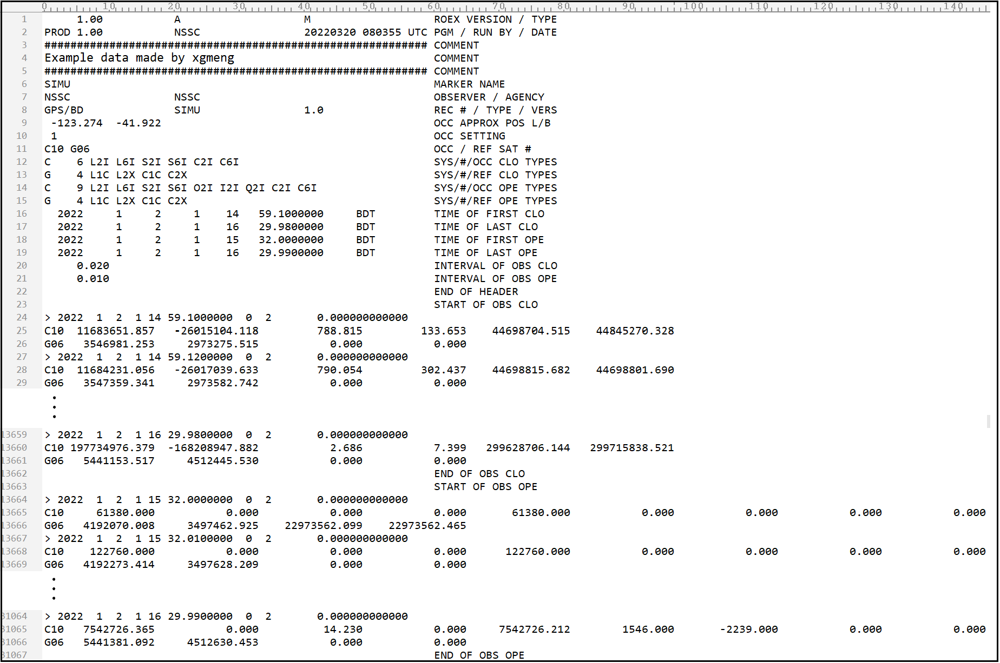 0 10 20 30 40 50 60 70 80 90 100 110 120 130 140
1 1.00 A M ROEX VERSION / TYPE
2 PROD 1.00 NSSC 20220320 080355 UTC PGM / RUN BY / DATE
3 ########################################################### COMMENT
4 Example data made by xgmeng COMMENT
5 ########################################################### COMMENT
6 SIMU MARKER NAME
7 NSSC NSSC OBSERVER / AGENCY
8 GPS/BD SIMU 1.0 REC # / TYPE / VERS
9 -123.274 -41.922 OCC APPROX POS L/B
10 1 OCC SETTING
11 C10 G06 OCC / REF SAT #
12 C 6 L2I L6I S2I S6I C2I C6I SYS/#/OCC CLO TYPES
13 G 4 L1C L2X C1C C2X SYS/#/REF CLO TYPES
14 C 9 L2I L6I S2I S6I O2I I2I Q2I C2I C6I SYS/#/OCC OPE TYPES
15 G 4 L1C L2X C1C C2X SYS/#/REF OPE TYPES
16 2022 1 2 1 14 59.1000000 BDT TIME OF FIRST CLO
17 2022 1 2 1 16 29.9800000 BDT TIME OF LAST CLO
18 2022 1 2 1 15 32.0000000 BDT TIME OF FIRST OPE
19 2022 1 2 1 16 29.9900000 BDT TIME OF LAST OPE
20 0.020 INTERVAL OF OBS CLO
21 0.010 INTERVAL OF OBS OPE
22 END OF HEADER
23 START OF OBS CLO
24 > 2022 1 2 1 14 59.1000000 0 2 0.000000000000
25 C10 11683651.857 -26015104.118 788.815 133.653 44698704.515 44845270.328
26 G06 3546981.253 2973275.515 0.000 0.000
27 > 2022 1 2 1 14 59.1200000 0 2 0.000000000000
28 C10 11684231.056 -26017039.633 790.054 302.437 44698815.682 44698801.690
29 G06 3547359.341 2973582.742 0.000 0.000
13659 > 2022 1 2 1 16 29.9800000 0 2 0.000000000000
13660 C10 197734976.379 -168208947.882 2.686 7.399 299628706.144 299715838.521
13661 G06 5441153.517 4512445.530 0.000 0.000
13662 END OF OBS CLO
13663 START OF OBS OPE
13664 > 2022 1 2 1 15 32.0000000 0 2 0.000000000000
13665 C10 61380.000 0.000 0.000 0.000 61380.000 0.000 0.000 0.000 0.000
13666 G06 4192070.008 3497462.925 22973562.099 22973562.465
13667 > 2022 1 2 1 15 32.0100000 0 2 0.000000000000
13668 C10 122760.000 0.000 0.000 0.000 122760.000 0.000 0.000 0.000 0.000
13669 G06 4192273.414 3497628.209 0.000 0.000
31064 > 2022 1 2 1 16 29.9900000 0 2 0.000000000000
31065 C10 7542726.365 0.000 14.230 0.000 7542726.212 1546.000 -2239.000 0.000 0.000
31066 G06 5441381.092 4512630.453 0.000 0.000
31067 END OF OBS OPE